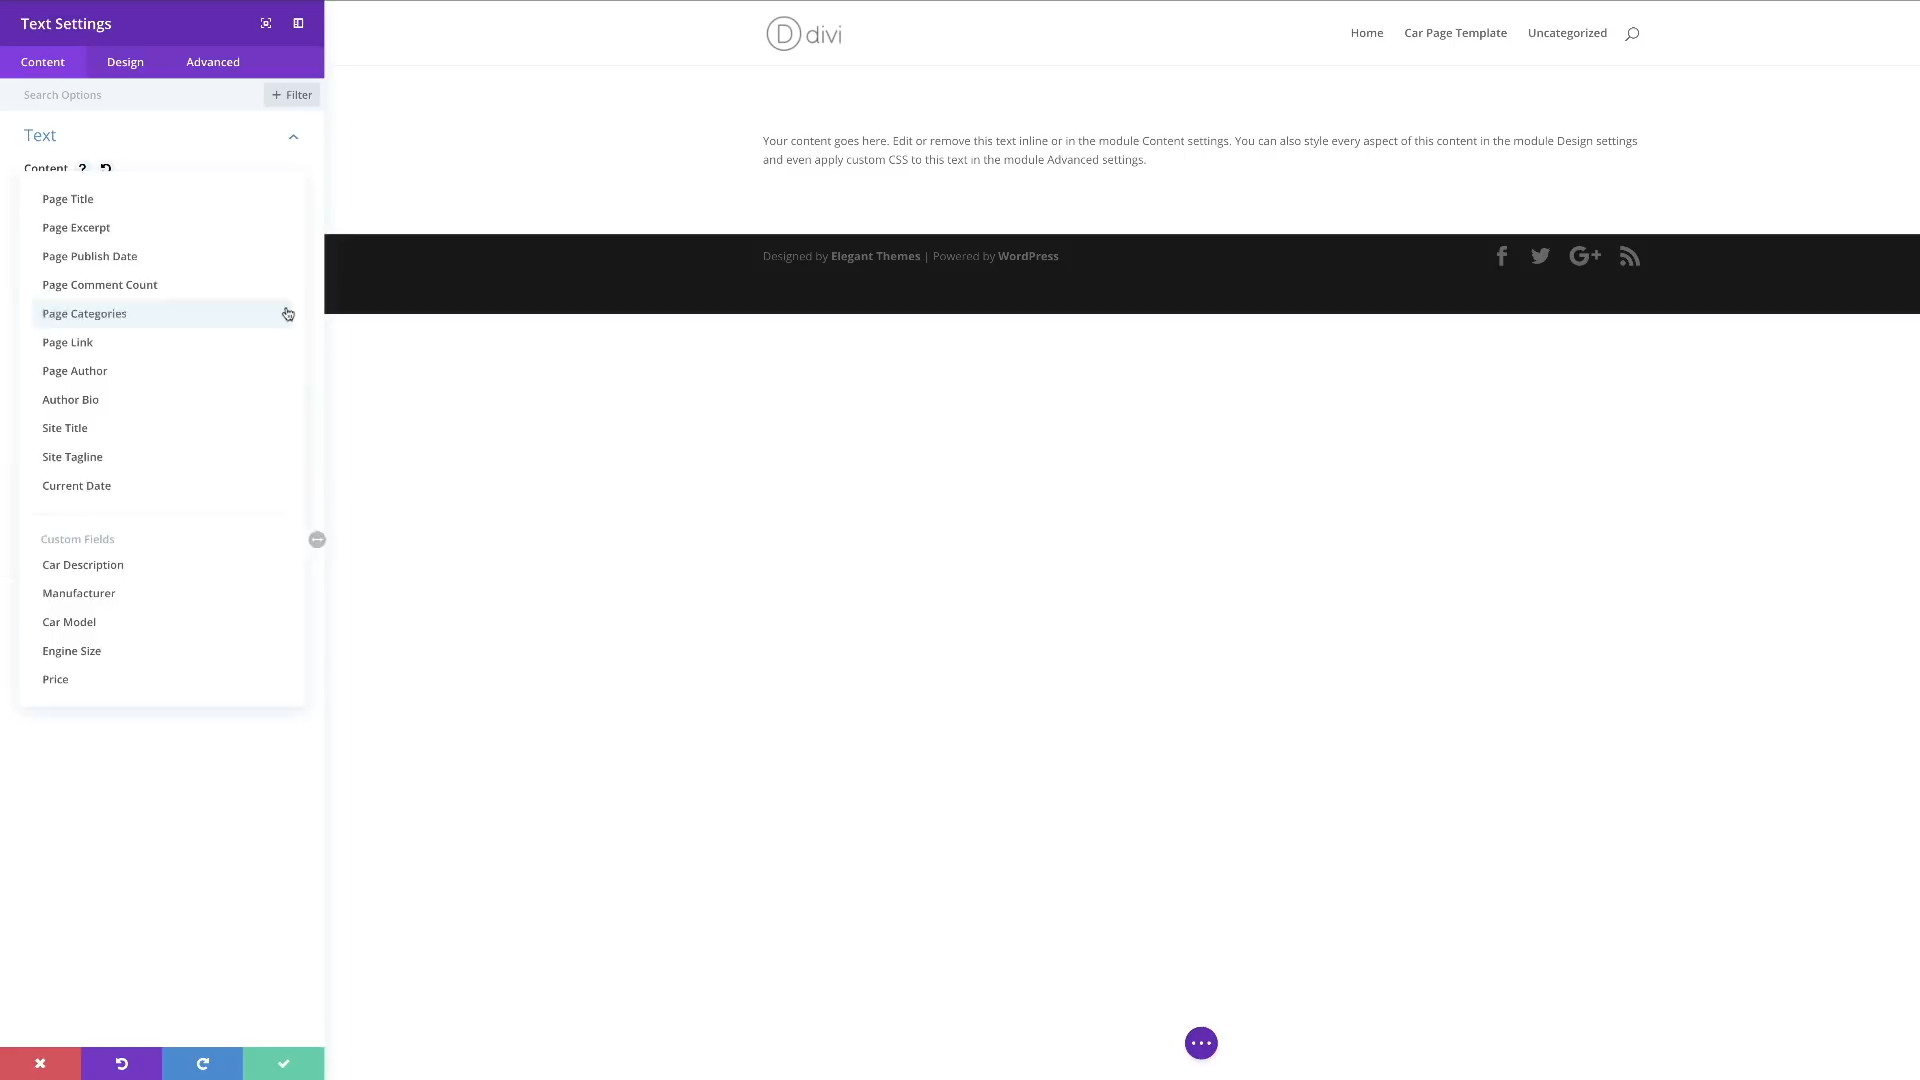 Text Settings
Content Design Advanced
Search Options
+ Filter
Text
Content ?
Page Title
Page Excerpt
Page Publish Date
Page Comment Count
Page Categories
Page Link
Page Author
Author Bio
Site Title
Site Tagline
Current Date
Custom Fields
Car Description
Manufacturer
Car Model
Engine Size
Price
D divi
Home Car Page Template Uncategorized
Your content goes here. Edit or remove this text inline or in the module Content settings. You can also style every aspect of this content in the module Design settings
and even apply custom CSS to this text in the module Advanced settings.
Designed by Elegant Themes | Powered by WordPress
G+